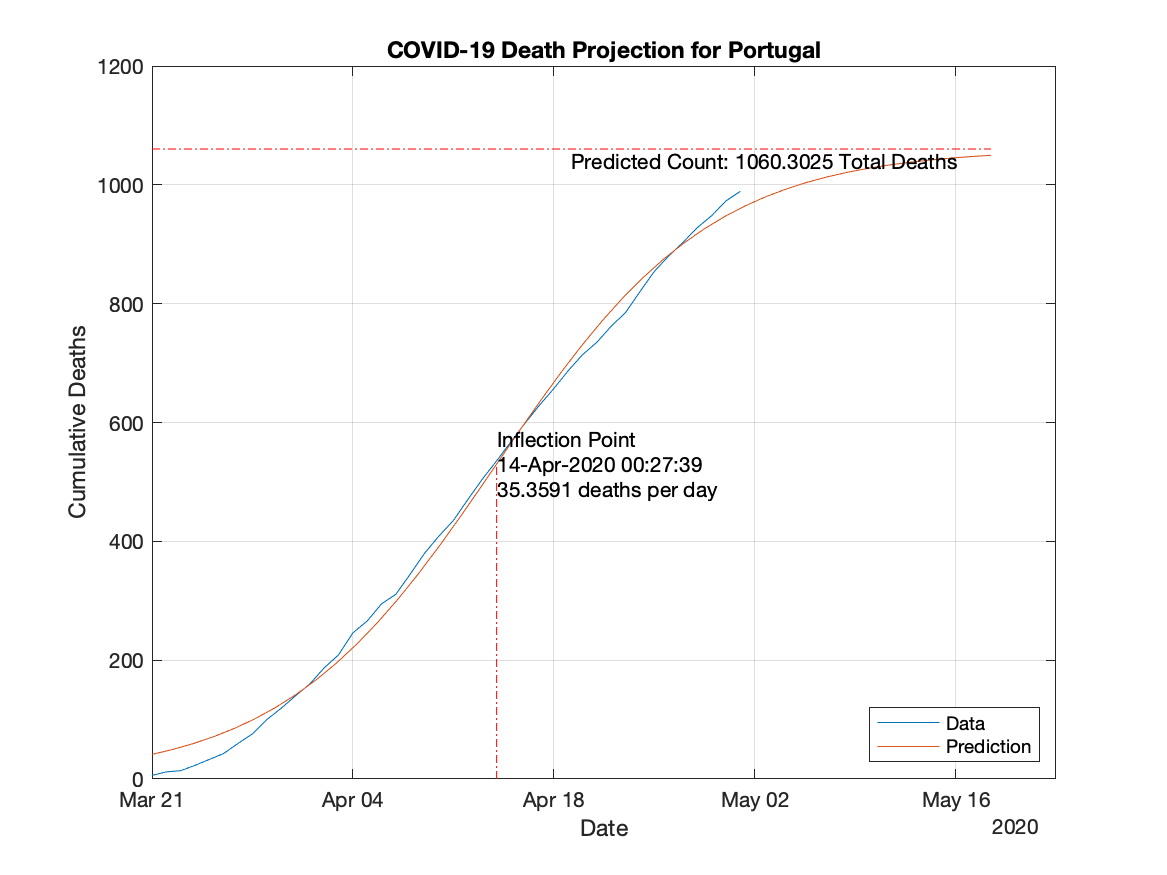 COVID-19 Death Projection for Portugal
1200
1000
800
600
400
200
0
Cumulative Deaths
Predicted Count: 1060.3025 Total Deaths
Inflection Point
14-Apr-2020 00:27:39
35.3591 deaths per day
Data
Prediction
Mar 21 Apr 04 Apr 18 May 02 May 16
Date
2020